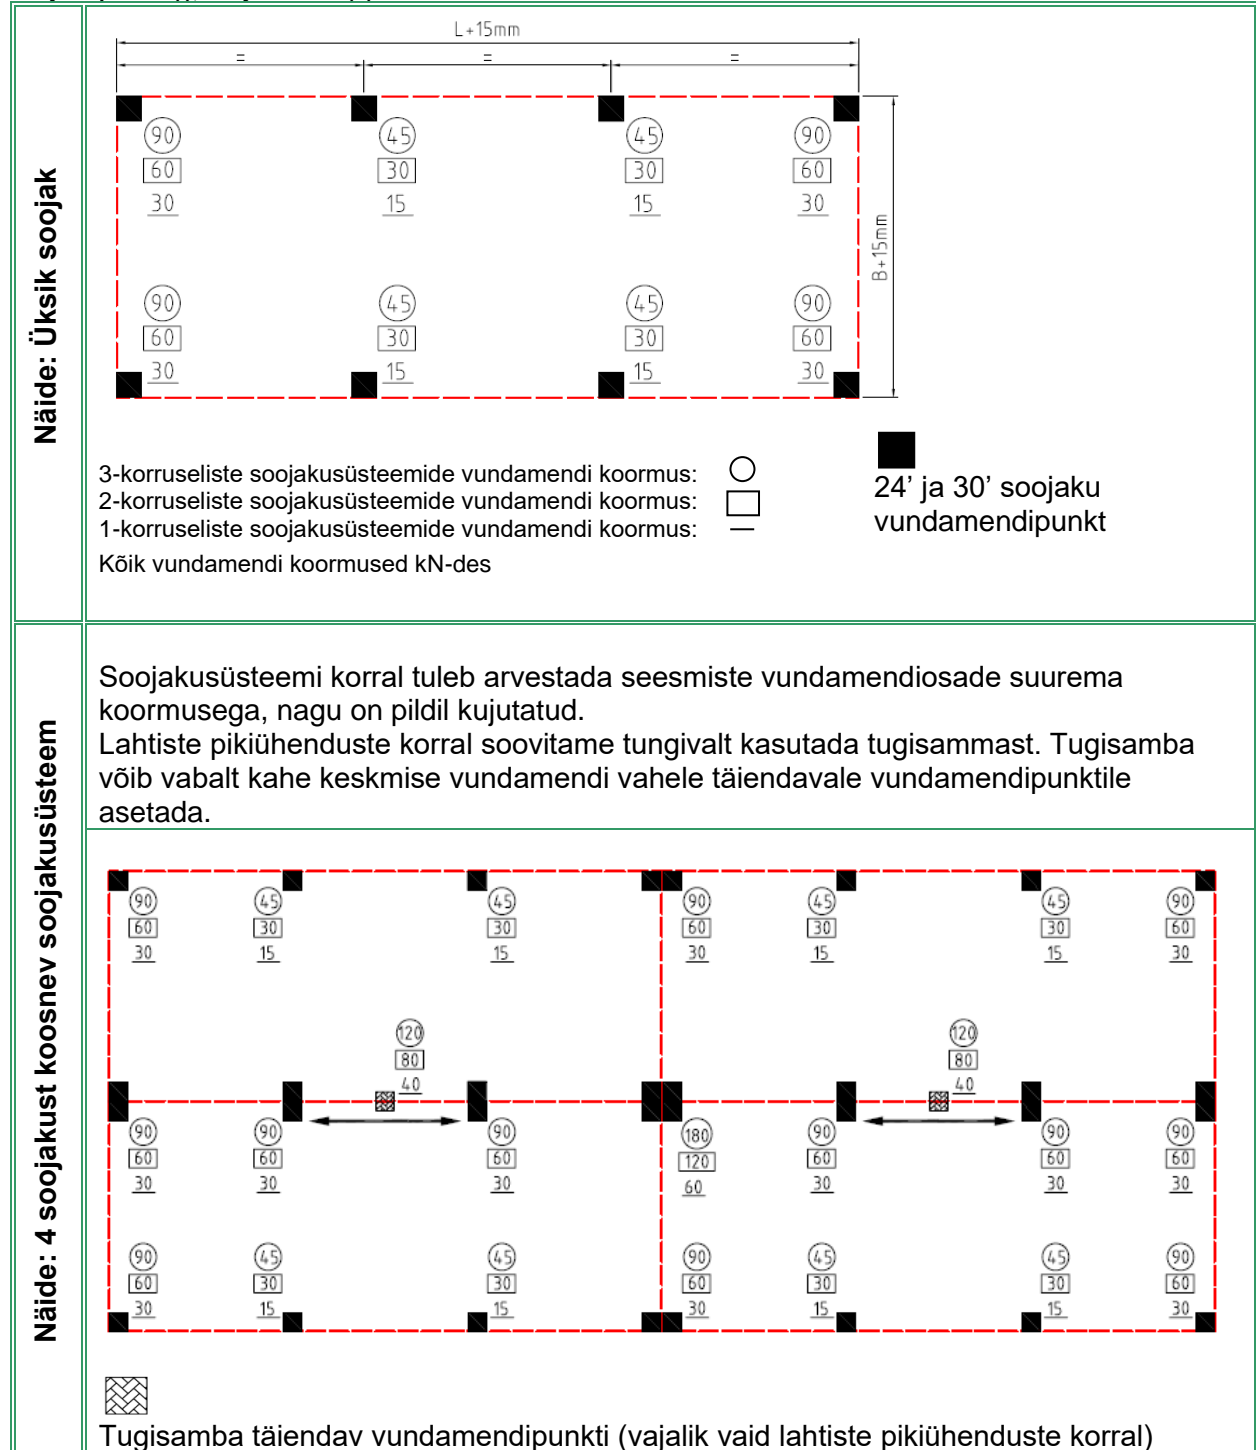 L+15mm
= = =
90 45 45 90
60 30 30 60
30 15 15 30
B+15mm
90 45 45 90
60 30 30 60
30 15 15 30
Näide: Üksik soojak
3-korruseliste soojakusüsteemide vundamendi koormus:
2-korruseliste soojakusüsteemide vundamendi koormus:
1-korruseliste soojakusüsteemide vundamendi koormus:
Kõik vundamendi koormused kN-des
24’ ja 30’ soojaku
vundamendipunkt
Näide: 4 soojakust koosnev soojakusüsteem
Soojakusüsteemi korral tuleb arvestada seesmiste vundamendiosade suurema
koormusega, nagu on pildil kujutatud.
Lahtiste pikiühenduste korral soovitame tungivalt kasutada tugisammast. Tugisamba
võib vabalt kahe keskmise vundamendi vahele täiendavale vundamendipunktile
asetada.
90 45 45 90 45 45 90
60 30 30 60 30 30 60
30 15 15 30 15 15 30
120 120
80 80
40 40
90 90 90 180 90 90 90
60 60 60 120 60 60 60
30 30 30 60 30 30 30
90 45 45 90 45 45 90
60 30 30 60 30 30 60
30 15 15 30 15 15 30
Tugisamba täiendav vundamendipunkti (vajalik vaid lahtiste pikiühenduste korral)